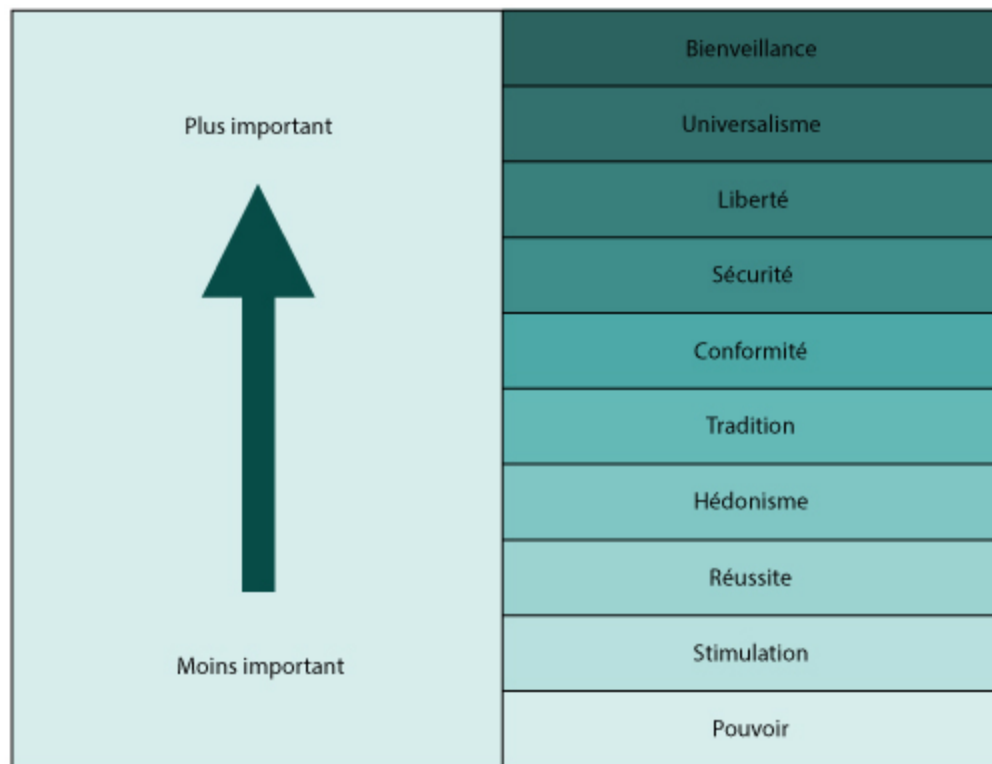 Plus important
Moins important
Bienveillance
Universalisme
Liberté
Sécurité
Conformité
Tradition
Hédonisme
Réussite
Stimulation
Pouvoir